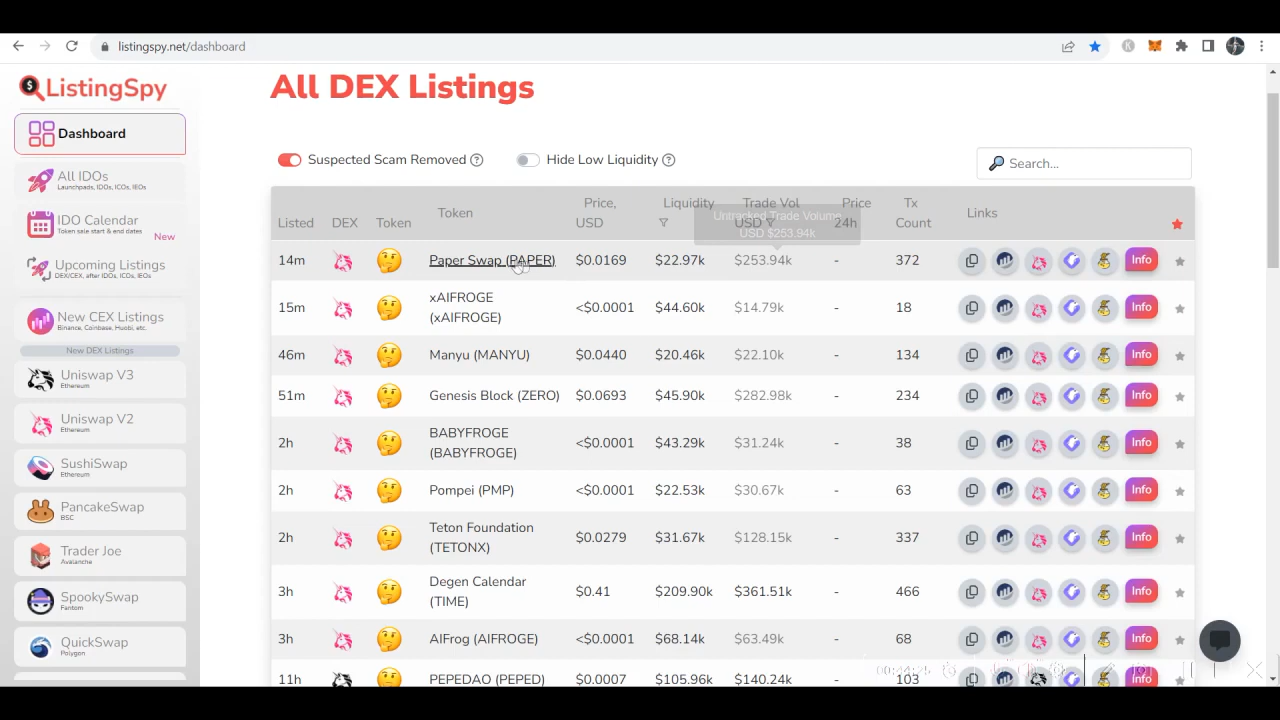 listingspy.net/dashboard
ListingSpy
Dashboard
All IDOs
Launchpads, IDOs, ICOs, IEOs
IDO Calendar
Token sale start & end dates
New
Upcoming Listings
DEX/CEX, after IDOs, ICOs, IEOs
New CEX Listings
Binance, Coinbase, Huobi, etc.
New DEX Listings
Uniswap V3
Ethereum
Uniswap V2
Ethereum
SushiSwap
Ethereum
PancakeSwap
BSC
Trader Joe
Avalanche
SpookySwap
Fantom
QuickSwap
Polygon
All DEX Listings
Suspected Scam Removed
Hide Low Liquidity
Search...
Listed DEX Token Token Price, USD Liquidity Trade Vol USD Price 24h Tx Count Links
Untracked Trade Volume
USD $253.94k
14m Paper Swap (PAPER) $0.0169 $22.97k $253.94k - 372 Info
15m xAIFROGE (xAIFROGE) <$0.0001 $44.60k $14.79k - 18 Info
46m Manyu (MANYU) $0.0440 $20.46k $22.10k - 134 Info
51m Genesis Block (ZERO) $0.0693 $45.90k $282.98k - 234 Info
2h BABYFROGE (BABYFROGE) <$0.0001 $43.29k $31.24k - 38 Info
2h Pompei (PMP) <$0.0001 $22.53k $30.67k - 63 Info
2h Teton Foundation (TETONX) $0.0279 $31.67k $128.15k - 337 Info
3h Degen Calendar (TIME) $0.41 $209.90k $361.51k - 466 Info
3h AIFrog (AIFROGE) <$0.0001 $68.14k $63.49k - 68 Info
11h PEPEDAO (PEPED) $0.0007 $105.96k $140.24k - 103 Info